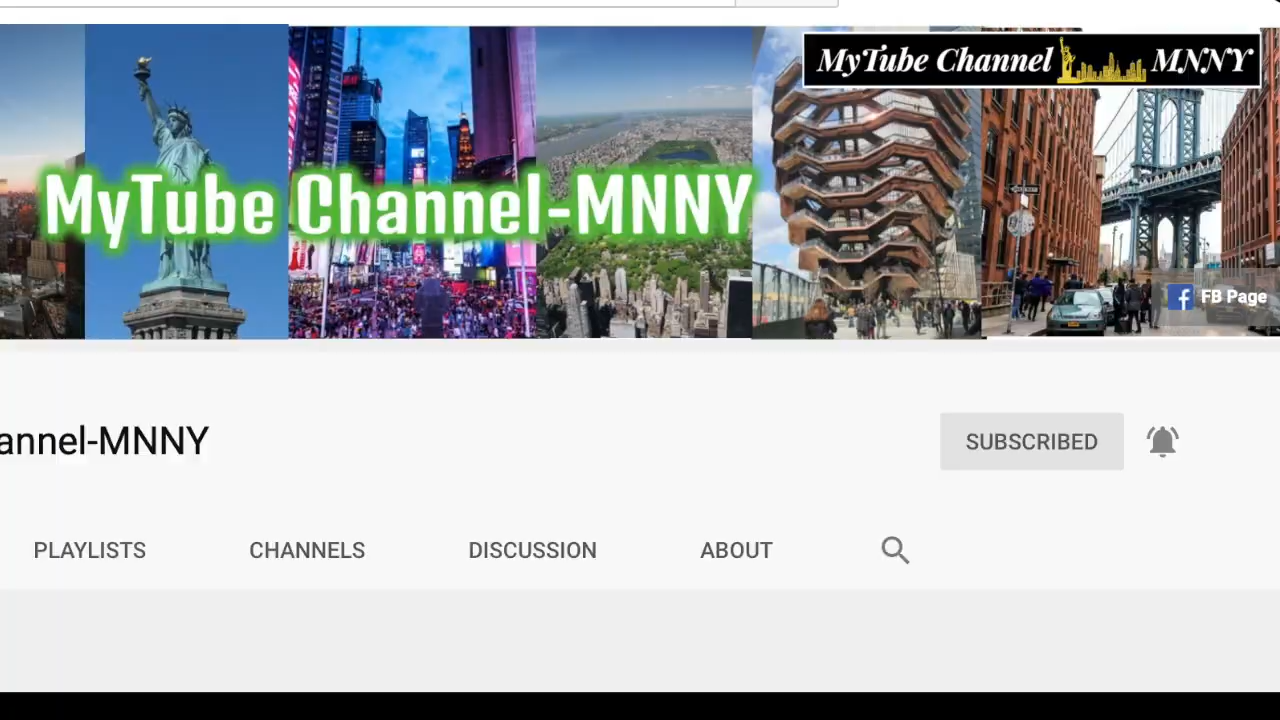 MyTube Channel MNNY
MyTube Channel-MNNY
FB Page
annel-MNNY
SUBSCRIBED
PLAYLISTS
CHANNELS
DISCUSSION
ABOUT